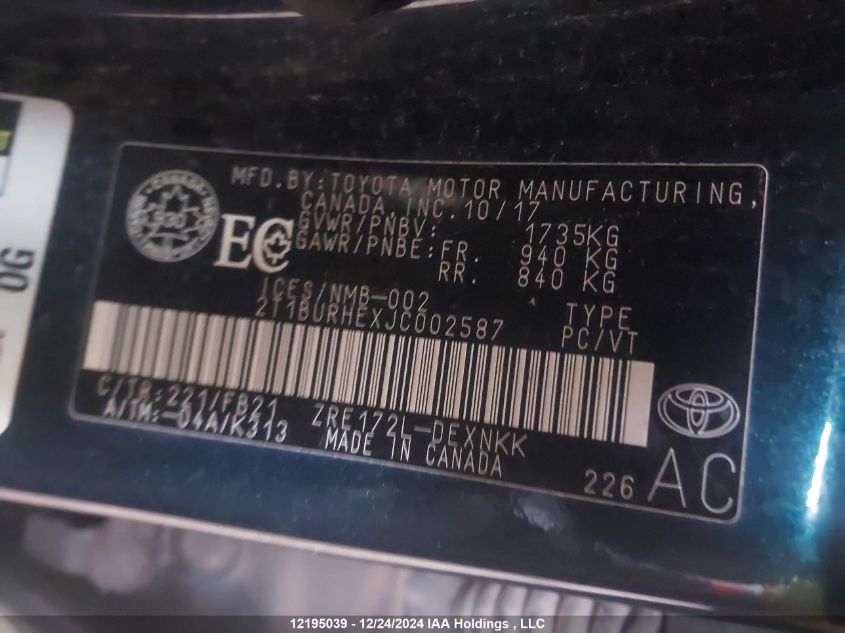 MFD.BY:TOYOTA MOTOR MANUFACTURING,
CANADA, INC. 10/17
GVWR/PNBV: 1735KG
GAWR/PNBE: FR. 940 KG
RR. 840 KG
EC
ICES/NMB-002
2T1BURHEXJC002587
TYPE
PC/VT
C/TR:221/FB21
A/TM:-04A/K313
ZRE172L-DEXNKK
MADE IN CANADA
226 AC
OG
12195039 - 12/24/2024 IAA Holdings , LLC